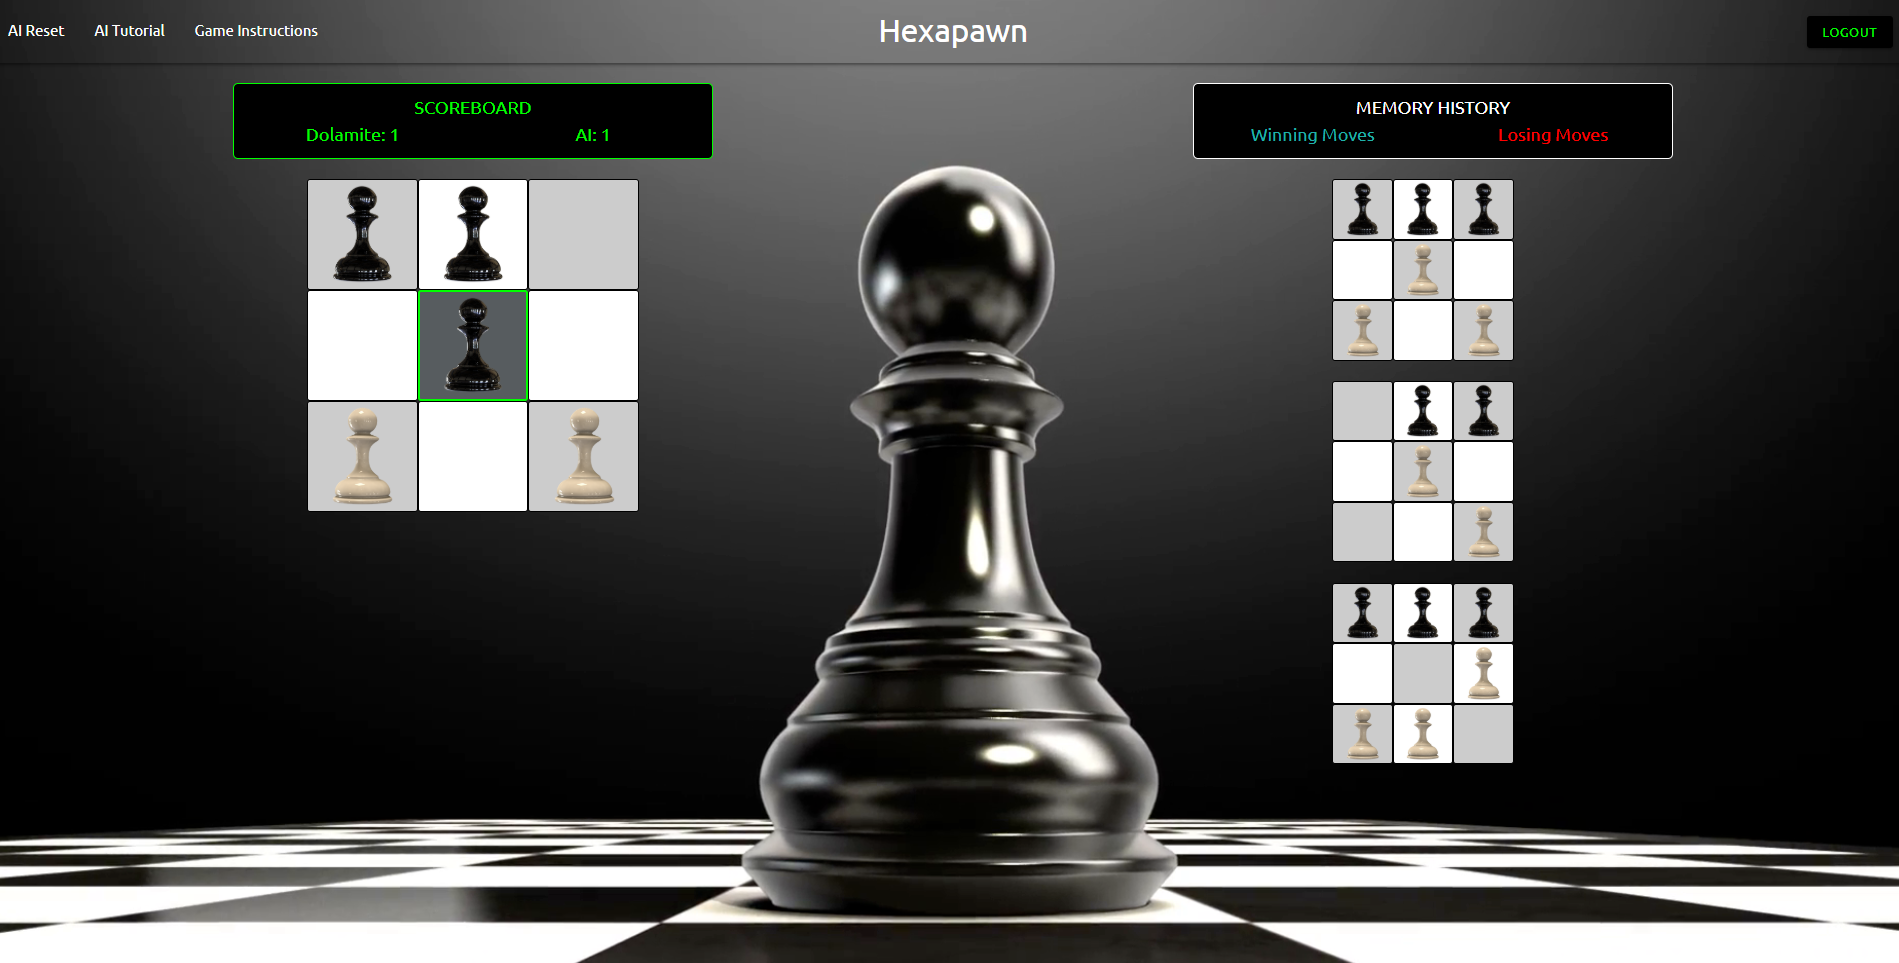 AI Reset AI Tutorial Game Instructions Hexapawn LOGOUT
SCOREBOARD
Dolamite: 1 AI: 1
MEMORY HISTORY
Winning Moves Losing Moves